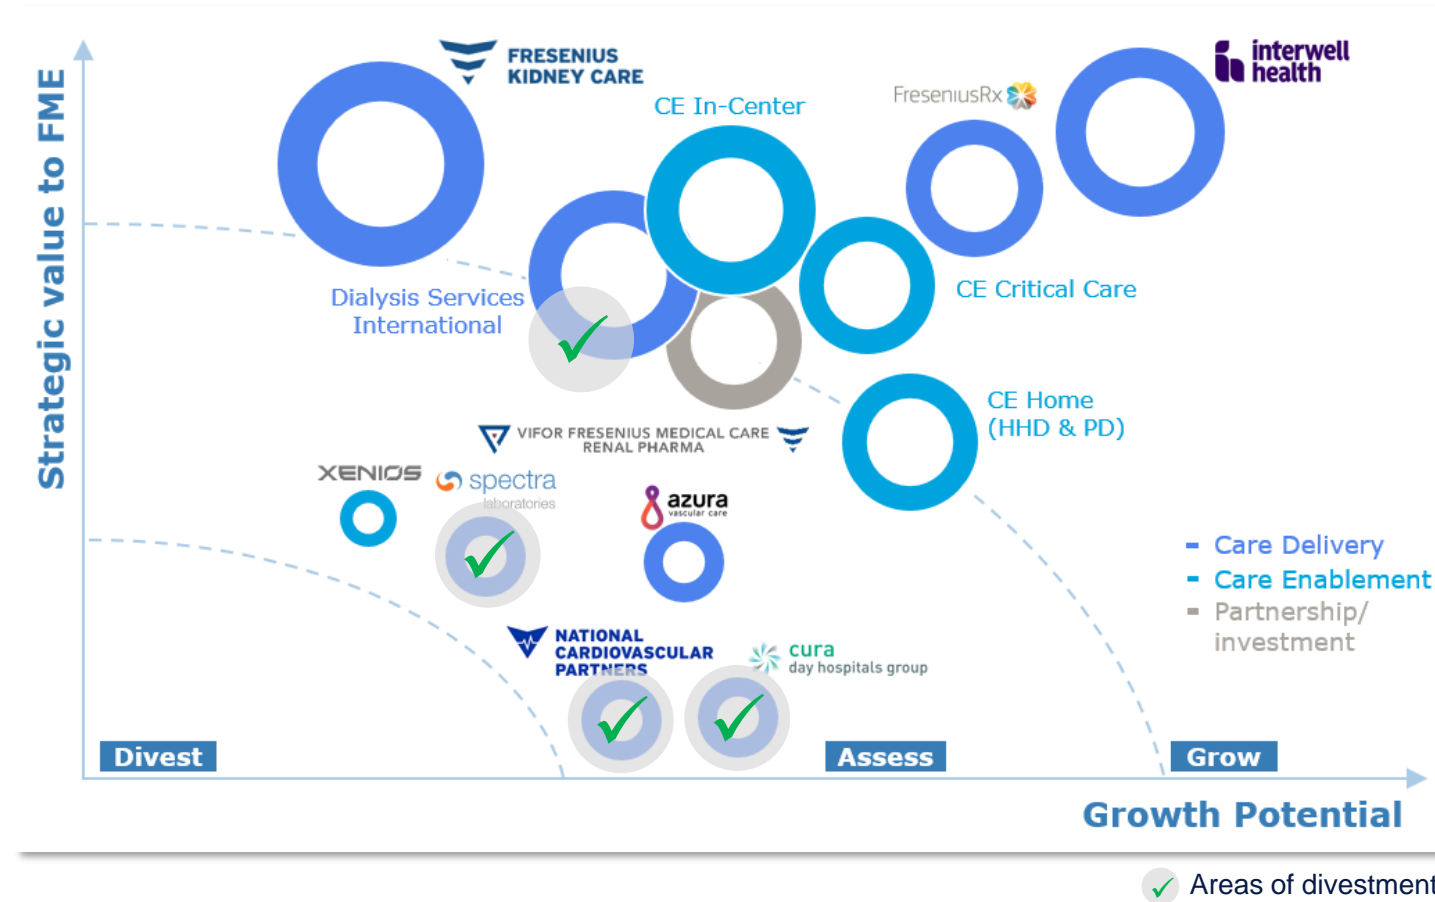 Strategic value to FME
FRESENIUS
KIDNEY CARE
CE In-Center
FreseniusRx
interwell
health
Dialysis Services
International
CE Critical Care
CE Home
(HHD & PD)
VIFOR FRESENIUS MEDICAL CARE
RENAL PHARMA
XENIOS
spectra
laboratories
azura
vascular care
NATIONAL
CARDIOVASCULAR
PARTNERS
cura
day hospitals group
Care Delivery
Care Enablement
Partnership/
investment
Divest
Assess
Grow
Growth Potential
Areas of divestment